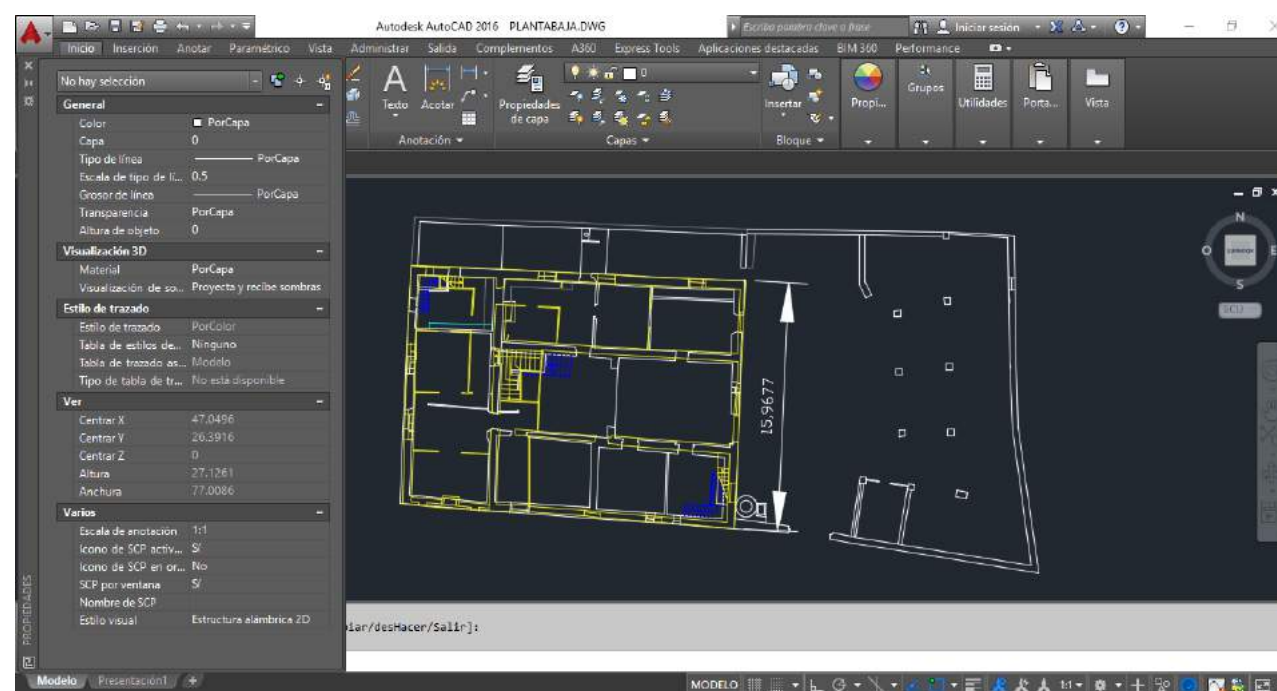 Autodesk AutoCAD 2016 PLANTABAJA.DWG
Escriba palabra clave o frase
Iniciar sesión
Inicio Inserción Anotar Paramétrico Vista Administrar Salida Complementos A360 Express Tools Aplicaciones destacadas BIM 360 Performance
No hay selección
General
Color PorCapa
Capa 0
Tipo de línea PorCapa
Escala de tipo de lí... 0.5
Grosor de línea PorCapa
Transparencia PorCapa
Altura de objeto 0
Visualización 3D
Material PorCapa
Visualización de so... Proyecta y recibe sombras
Estilo de trazado
Estilo de trazado PorColor
Tabla de estilos de... Ninguno
Tabla de trazado as... Modelo
Tipo de tabla de tr... No está disponible
Ver
Centrar X 47.0496
Centrar Y 26.3916
Centrar Z 0
Altura 27.1261
Anchura 77.0086
Varios
Escala de anotación 1:1
Icono de SCP activ... Sí
Icono de SCP en or... No
SCP por ventana Sí
Nombre de SCP
Estilo visual Estructura alámbrica 2D
PROPIEDADES
Texto Acotar
Anotación
Propiedades de capa
0
Capas
Insertar
Bloque
Propi...
Grupos
Utilidades
Porta...
Vista
N
O
E
S
15,9677
iar/desHacer/Salir]:
Modelo Presentación1
MODELO
1:1